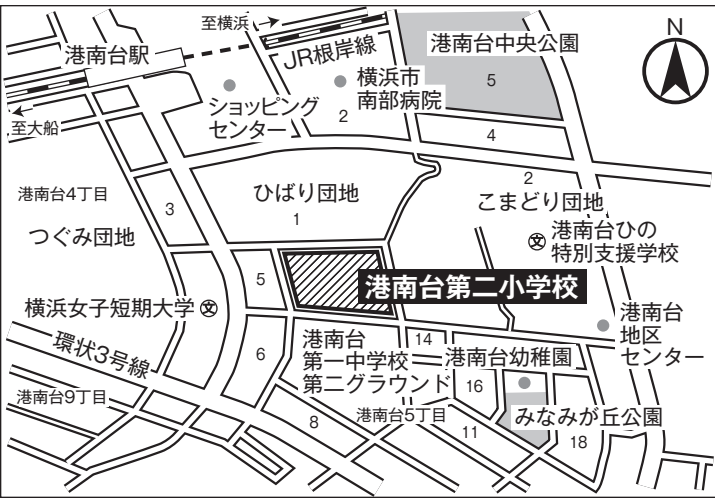 至横浜
N
港南台駅
JR根岸線
港南台中央公園
5
横浜市
南部病院
ショッピング
センター
2
至大船
4
2
港南台4丁目
3
ひばり団地
1
こまどり団地
つぐみ団地
文
港南台ひの
特別支援学校
5
港南台第二小学校
横浜女子短期大学
文
環状3号線
6
港南台
第一中学校
第二グラウンド
14
港南台幼稚園
港南台
地区
センター
16
港南台9丁目
8
港南台5丁目
11
みなみが丘公園
18